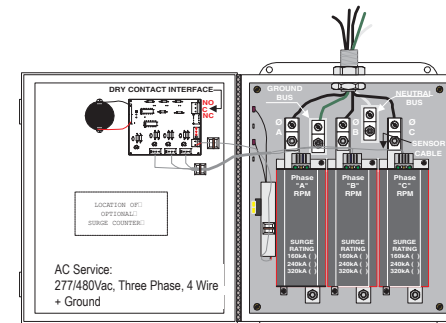 DRY CONTACT INTERFACE
NO
C
NC
LOCATION OF
OPTIONAL
SURGE COUNTER
AC Service:
277/480Vac, Three Phase, 4 Wire
+ Ground
GROUND
BUS
NEUTRAL
BUS
Ø
A
Ø
B
Ø
C
SENSOR
CABLE
Phase
"A"
RPM
SURGE
RATING
160kA ( )
240kA ( )
320kA ( )
Phase
"B"
RPM
SURGE
RATING
160kA ( )
240kA ( )
320kA ( )
Phase
"C"
RPM
SURGE
RATING
160kA ( )
240kA ( )
320kA ( )